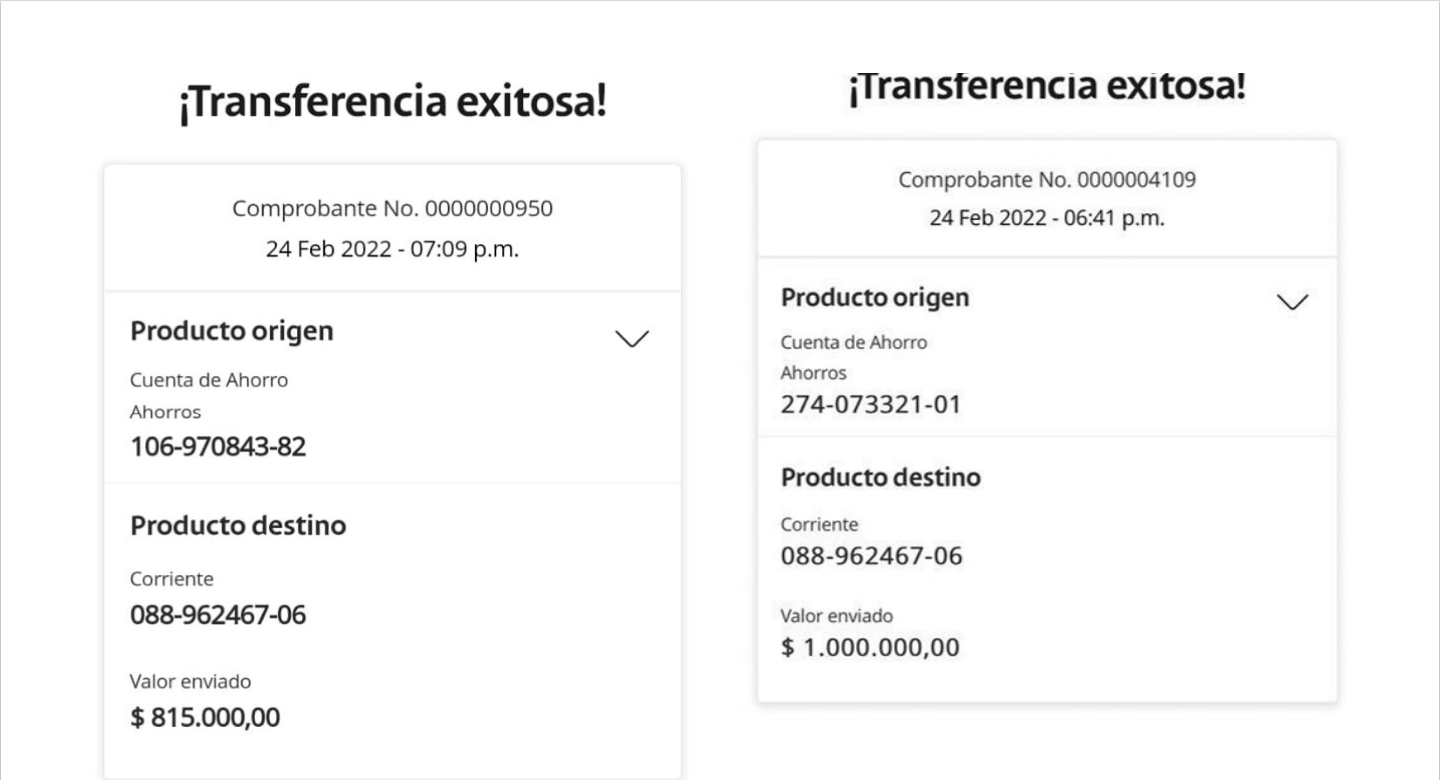 ¡Transferencia exitosa!
Comprobante No. 0000000950
24 Feb 2022 - 07:09 p.m.
Producto origen
Cuenta de Ahorro
Ahorros
106-970843-82
Producto destino
Corriente
088-962467-06
Valor enviado
$ 815.000,00
¡Transferencia exitosa!
Comprobante No. 0000004109
24 Feb 2022 - 06:41 p.m.
Producto origen
Cuenta de Ahorro
Ahorros
274-073321-01
Producto destino
Corriente
088-962467-06
Valor enviado
$ 1.000.000,00